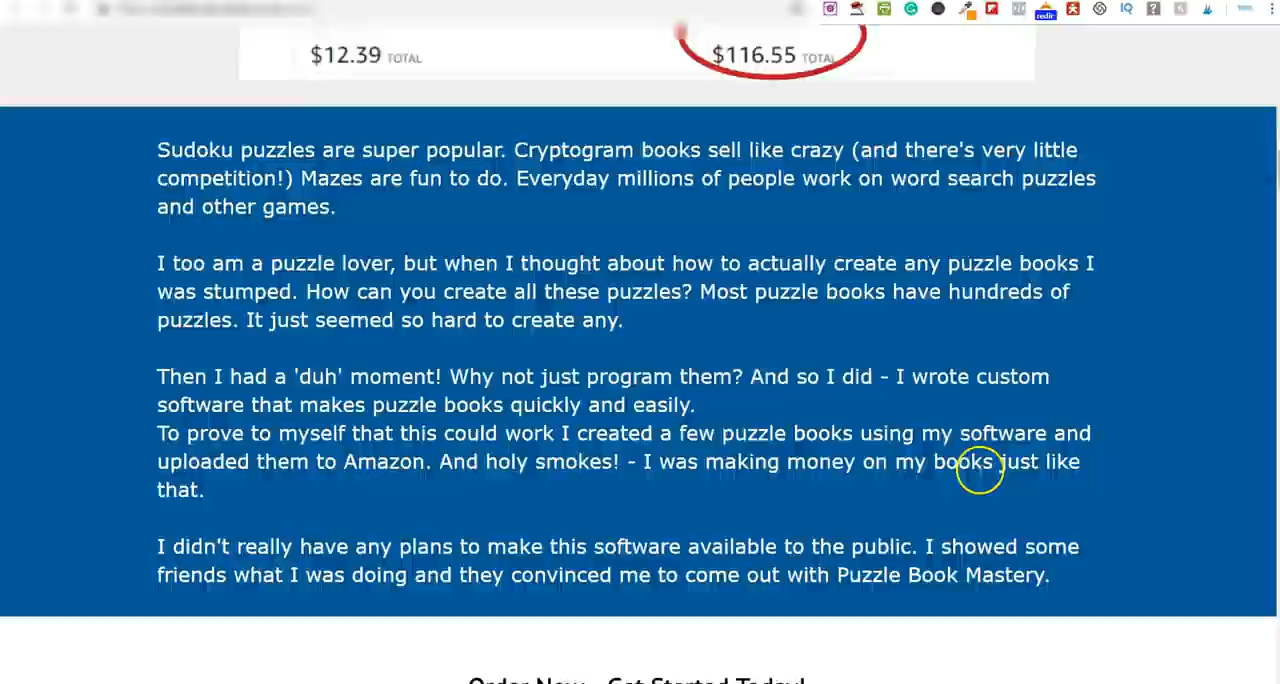 redir
$12.39 TOTAL
$116.55 TOTAL
Sudoku puzzles are super popular. Cryptogram books sell like crazy (and there's very little
competition!) Mazes are fun to do. Everyday millions of people work on word search puzzles
and other games.
I too am a puzzle lover, but when I thought about how to actually create any puzzle books I
was stumped. How can you create all these puzzles? Most puzzle books have hundreds of
puzzles. It just seemed so hard to create any.
Then I had a 'duh' moment! Why not just program them? And so I did - I wrote custom
software that makes puzzle books quickly and easily.
To prove to myself that this could work I created a few puzzle books using my software and
uploaded them to Amazon. And holy smokes! - I was making money on my books just like
that.
I didn't really have any plans to make this software available to the public. I showed some
friends what I was doing and they convinced me to come out with Puzzle Book Mastery.
Order Now - Get Started Today!